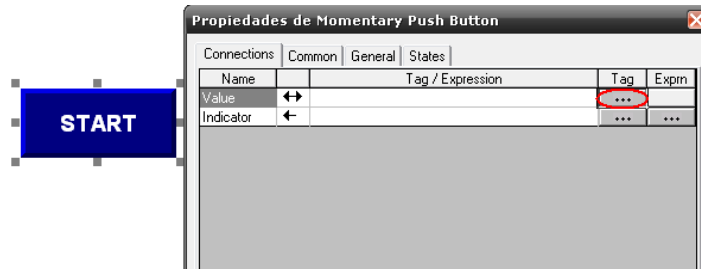 Propiedades de Momentary Push Button
Connections Common General States
Name Tag / Expression Tag Exprn
Value ...
Indicator ... ...
START